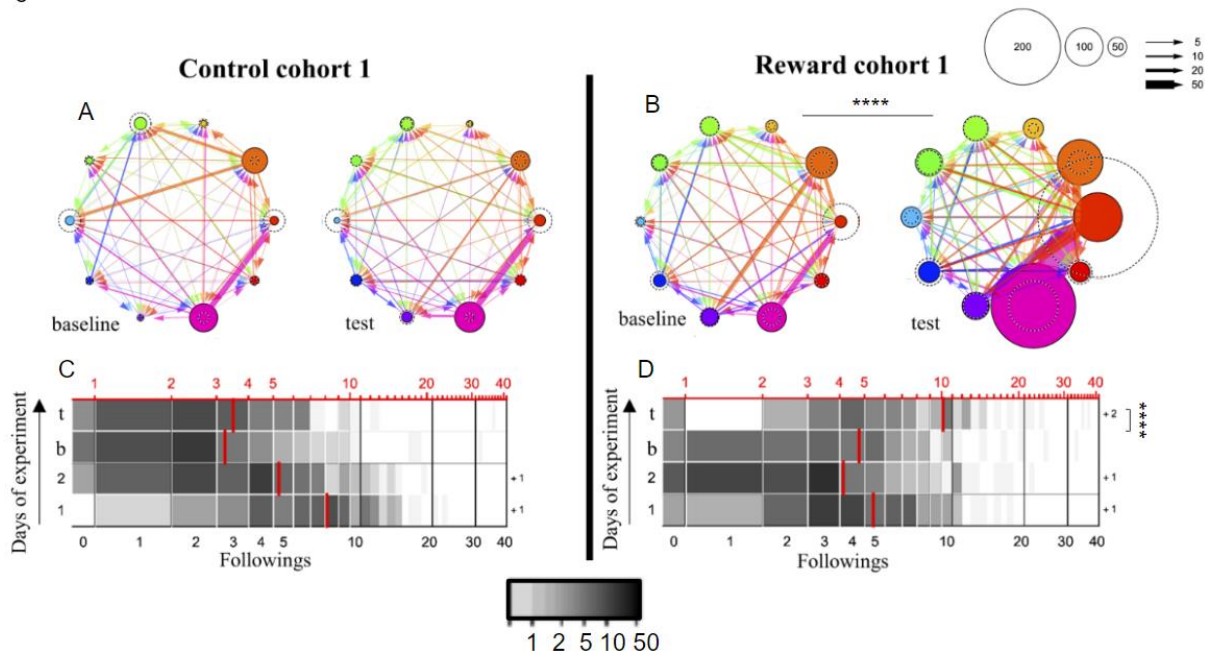 Control cohort 1
Reward cohort 1
200 100 50
5
10
20
50
A
B
****
baseline
test
baseline
test
C
D
1 2 3 4 5 10 20 30 40
1 2 3 4 5 10 20 30 40
Days of experiment
t
b
2 + 1
1 + 1
0 1 2 3 4 5 10 20 30 40
Followings
Days of experiment
t + 2
b
2 + 1
1 + 1
****
0 1 2 3 4 5 10 20 30 40
Followings
1 2 5 10 50